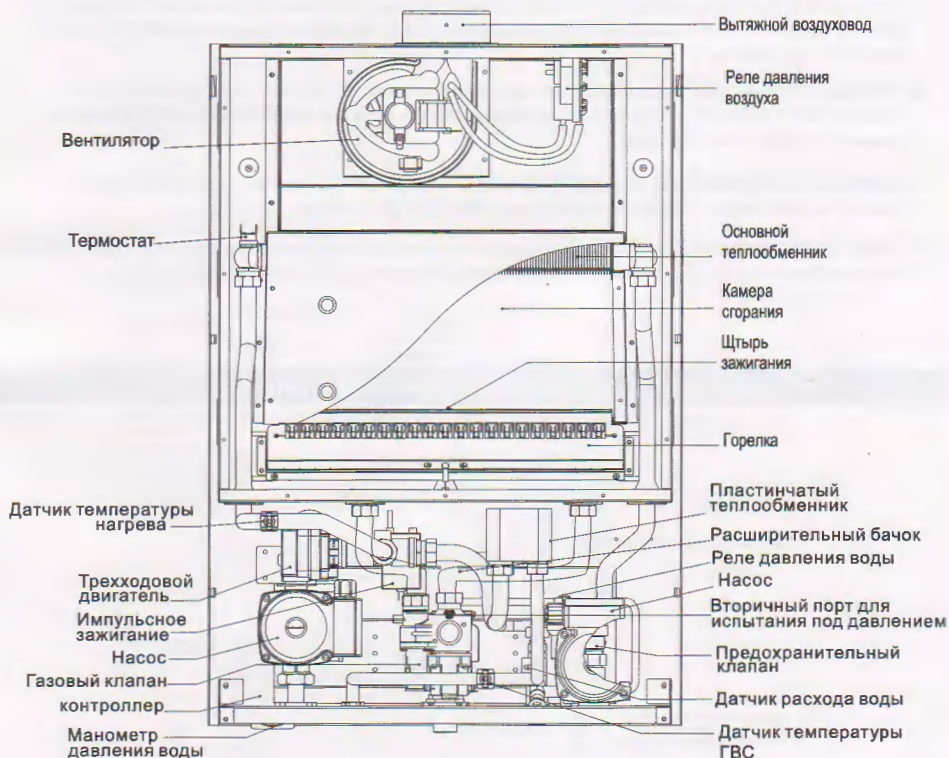 Вытяжной воздуховод
Реле давления
воздуха
Вентилятор
Термостат
Основной
теплообменник
Камера
сгорания
Щтырь
зажигания
Горелка
Датчик температуры
нагрева
Пластинчатый
теплообменник
Расширительный бачок
Реле давления воды
Насос
Трехходовой
двигатель
Вторичный порт для
испытания под давлением
Импульсное
зажигание
Насос
Предохранительный
клапан
Газовый клапан
контроллер
Датчик расхода воды
Манометр
давления воды
Датчик температуры
ГВС